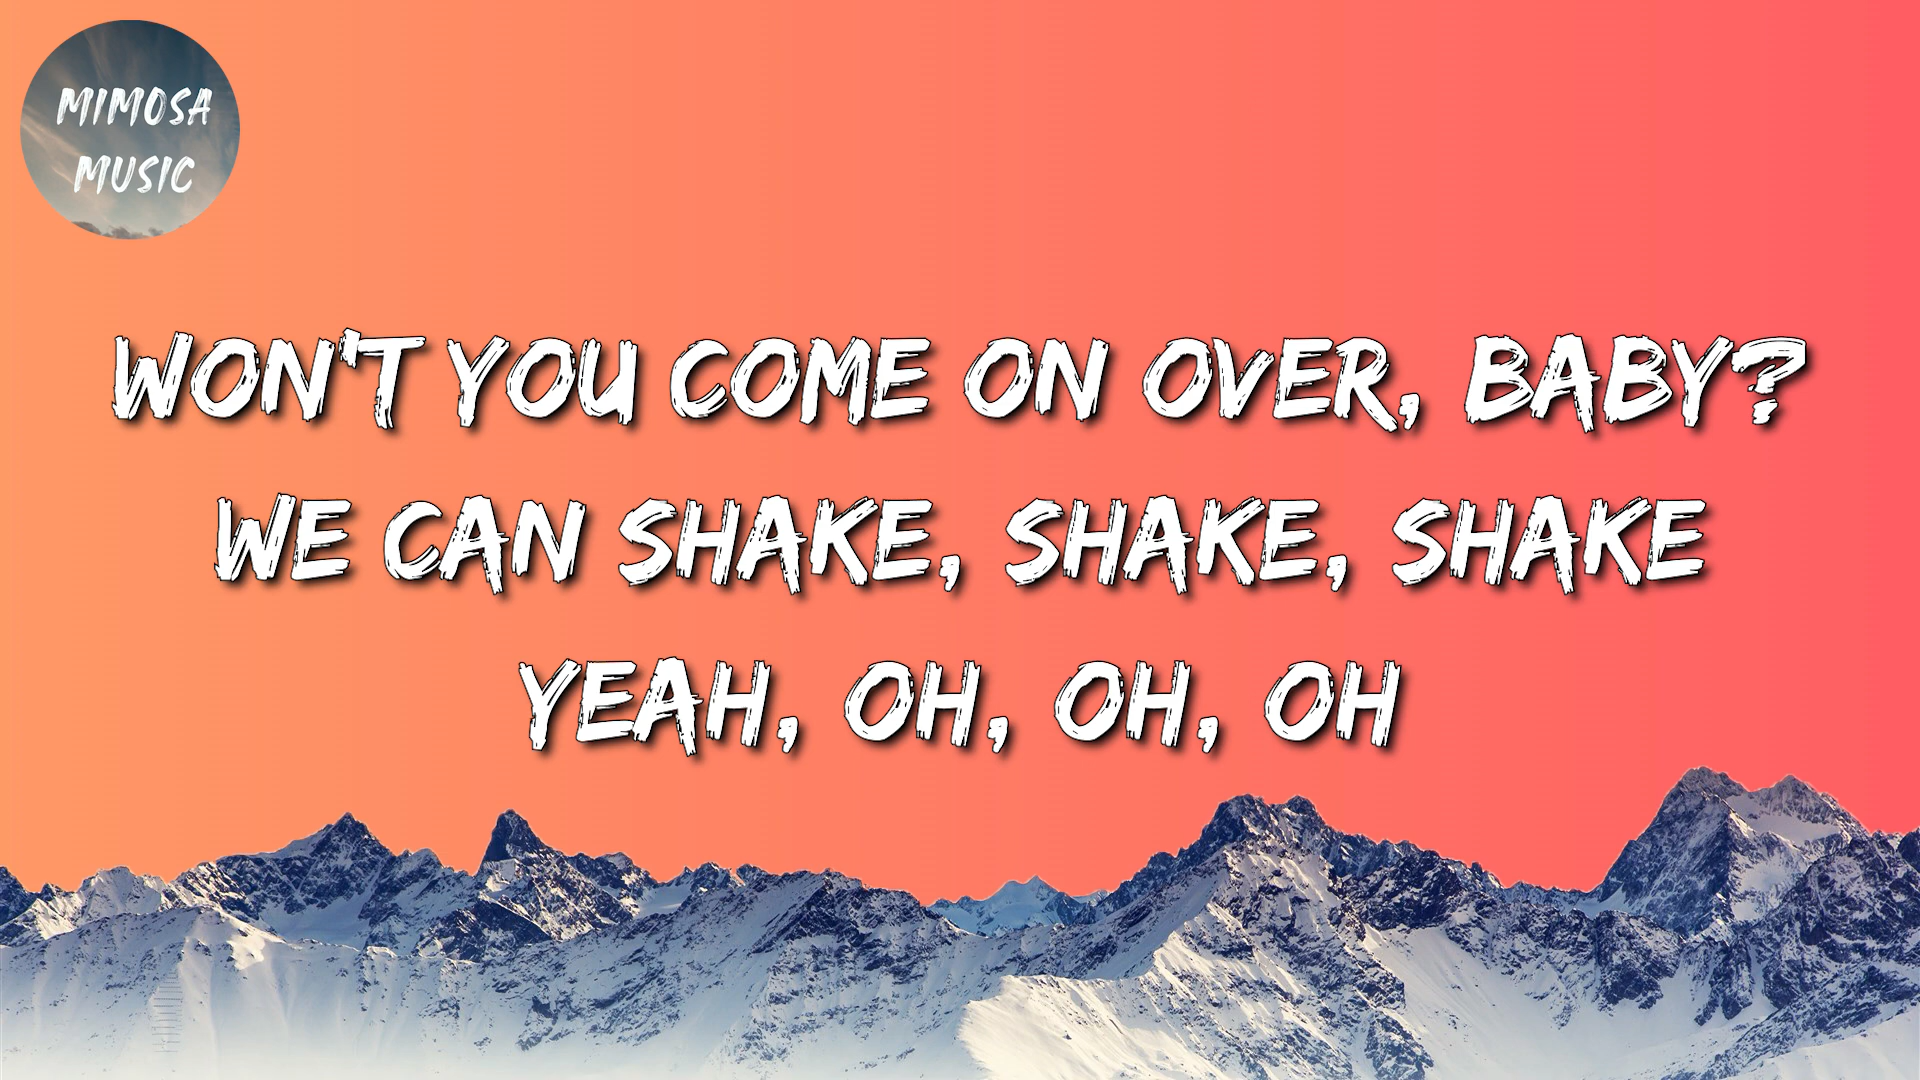 MIMOSA
MUSIC
WON'T YOU COME ON OVER, BABY?
WE CAN SHAKE, SHAKE, SHAKE
YEAH, OH, OH, OH